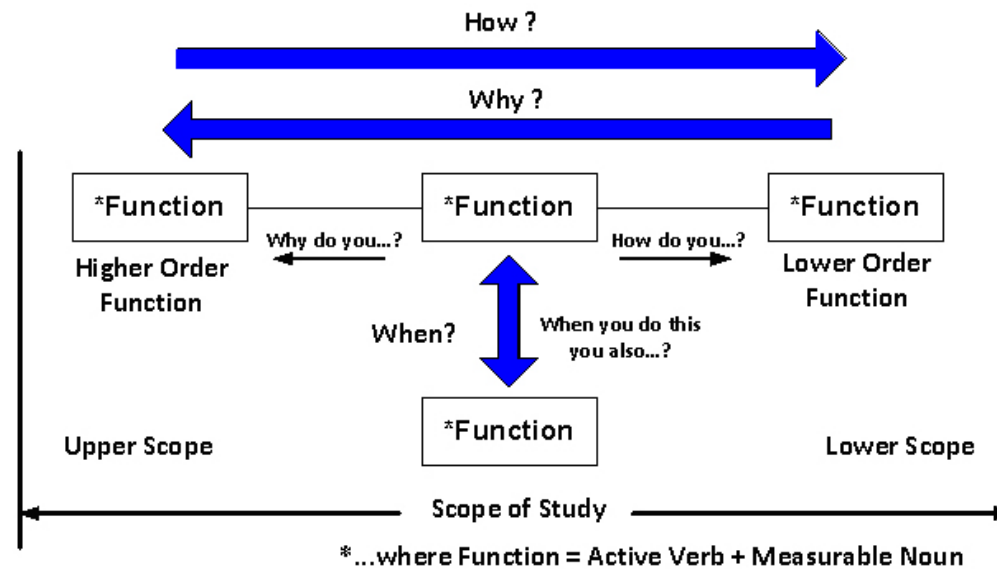 How ?
Why ?
*Function
*Function
*Function
Why do you...?
How do you...?
Higher Order
Function
Lower Order
Function
When?
When you do this
you also...?
*Function
Upper Scope
Lower Scope
Scope of Study
*...where Function = Active Verb + Measurable Noun